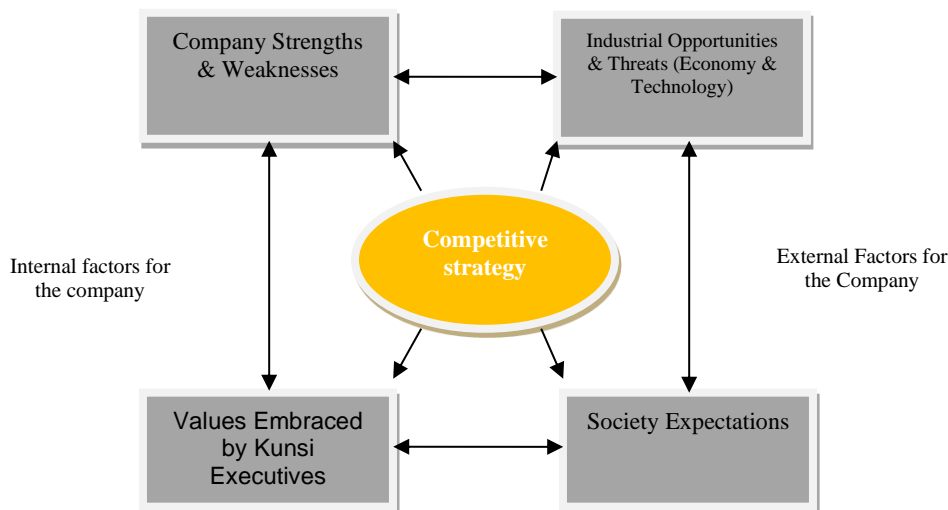 Company Strengths
& Weaknesses
Industrial Opportunities
& Threats (Economy &
Technology)
Competitive
strategy
Internal factors for
the company
External Factors for
the Company
Values Embraced
by Kunsi
Executives
Society Expectations